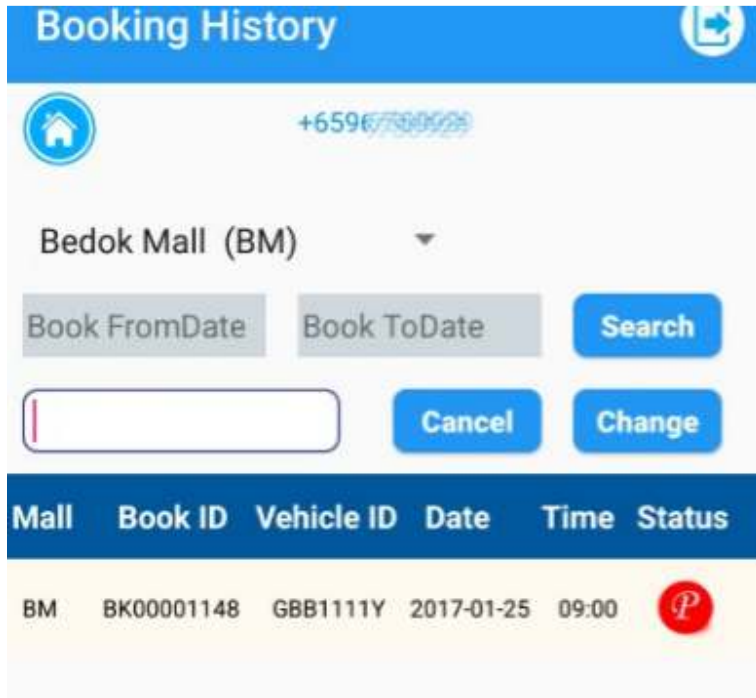 Booking History
Bedok Mall (BM)
Book FromDate Book ToDate Search
Cancel Change
Mall Book ID Vehicle ID Date Time Status
BM BK00001148 GBB1111Y 2017-01-25 09:00 P